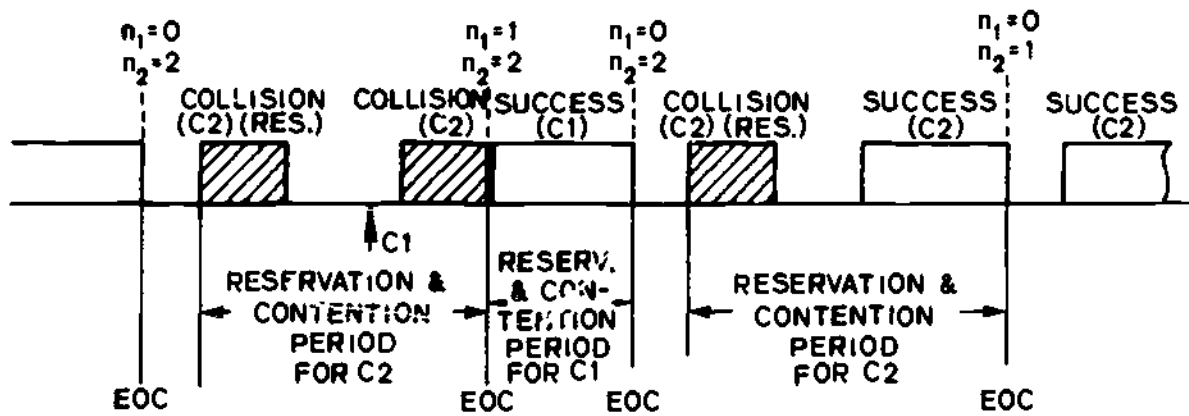 n1=0
n2=2
n1=1
n2=2
n1=0
n2=2
n1=0
n2=1
COLLISION
(C2) (RES.)
COLLISION
(C2)
SUCCESS
(C1)
COLLISION
(C2) (RES.)
SUCCESS
(C2)
SUCCESS
(C2)
C1
RESERVATION &
CONTENTION
PERIOD
FOR C2
RESERV.
& CON-
TENTION
PERIOD
FOR C1
RESERVATION &
CONTENTION
PERIOD
FOR C2
EOC
EOC
EOC
EOC